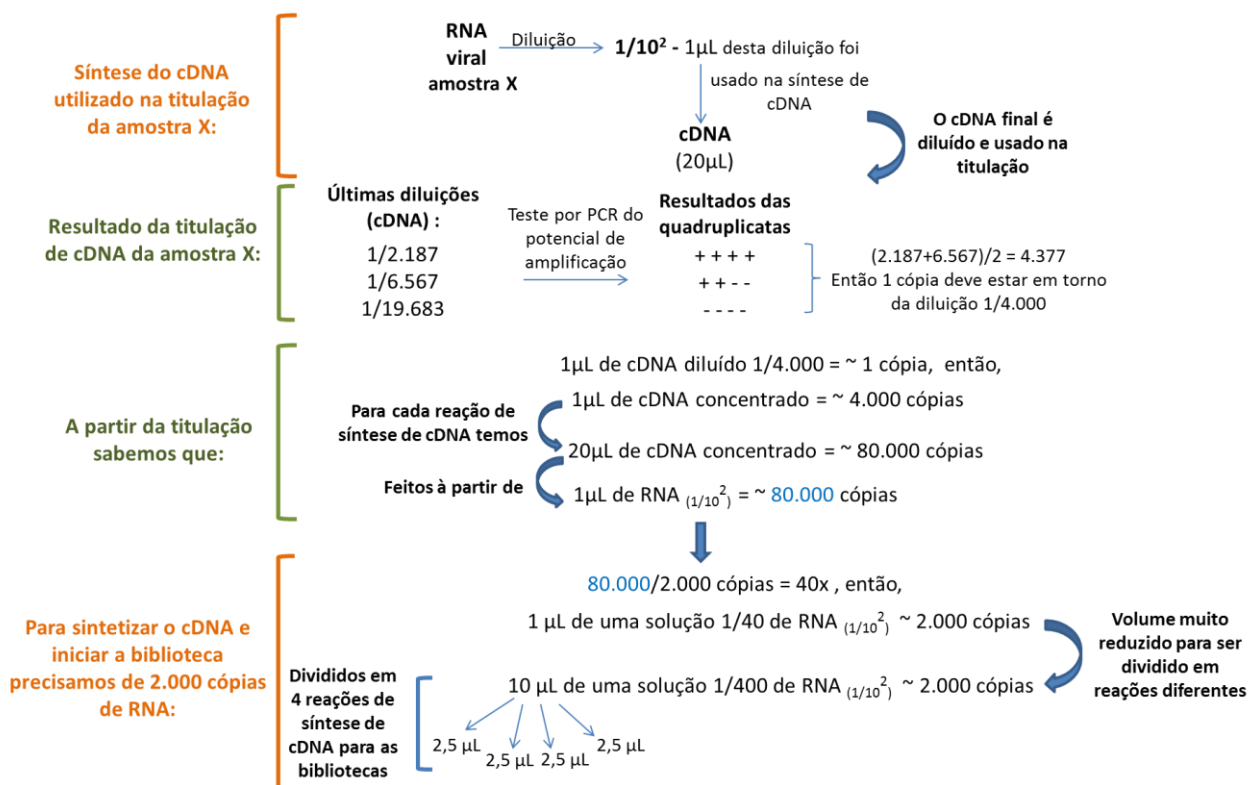 Síntese do cDNA
utilizado na titulação
da amostra X:
RNA
viral
amostra X
Diluição
1/10² - 1µL desta diluição foi
usado na síntese de
cDNA
cDNA
(20µL)
O cDNA final é
diluído e usado na
titulação
Resultado da titulação
de cDNA da amostra X:
Últimas diluições
(cDNA) :
1/2.187
1/6.567
1/19.683
Teste por PCR do
potencial de
amplificação
Resultados das
quadruplicatas
+ + + +
+ + - -
- - - -
(2.187+6.567)/2 = 4.377
Então 1 cópia deve estar em torno
da diluição 1/4.000
A partir da titulação
sabemos que:
1µL de cDNA diluído 1/4.000 = ~ 1 cópia, então,
1µL de cDNA concentrado = ~ 4.000 cópias
Para cada reação de
síntese de cDNA temos
20µL de cDNA concentrado = ~ 80.000 cópias
Feitos à partir de
1µL de RNA (1/10²) = ~ 80.000 cópias
Para sintetizar o cDNA e
iniciar a biblioteca
precisamos de 2.000 cópias
de RNA:
80.000/2.000 cópias = 40x , então,
1 µL de uma solução 1/40 de RNA (1/10²) ~ 2.000 cópias
Volume muito
reduzido para ser
dividido em
reações diferentes
10 µL de uma solução 1/400 de RNA (1/10²) ~ 2.000 cópias
Divididos em
4 reações de
síntese de
cDNA para as
bibliotecas
2,5 µL
2,5 µL
2,5 µL
2,5 µL